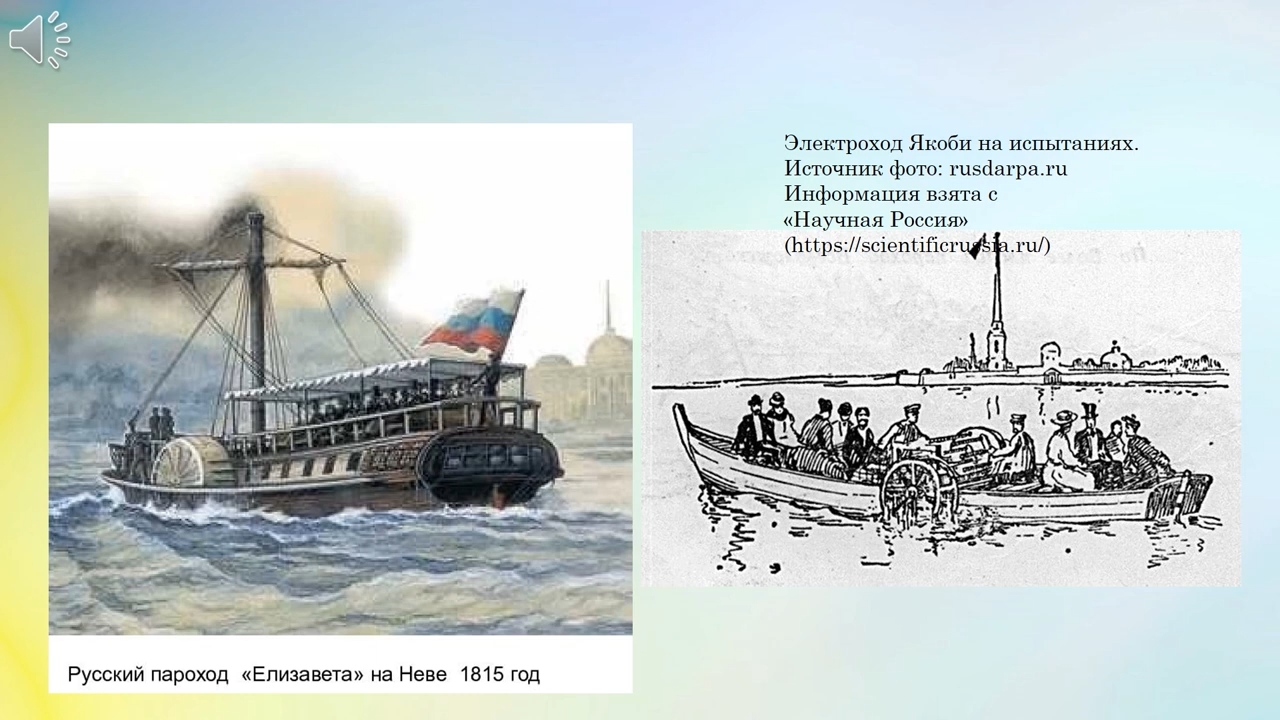 Электроход Якоби на испытаниях.
Источник фото: rusdarpa.ru
Информация взята с
«Научная Россия»
(https://scientificrussia.ru/)
Русский пароход «Елизавета» на Неве 1815 год